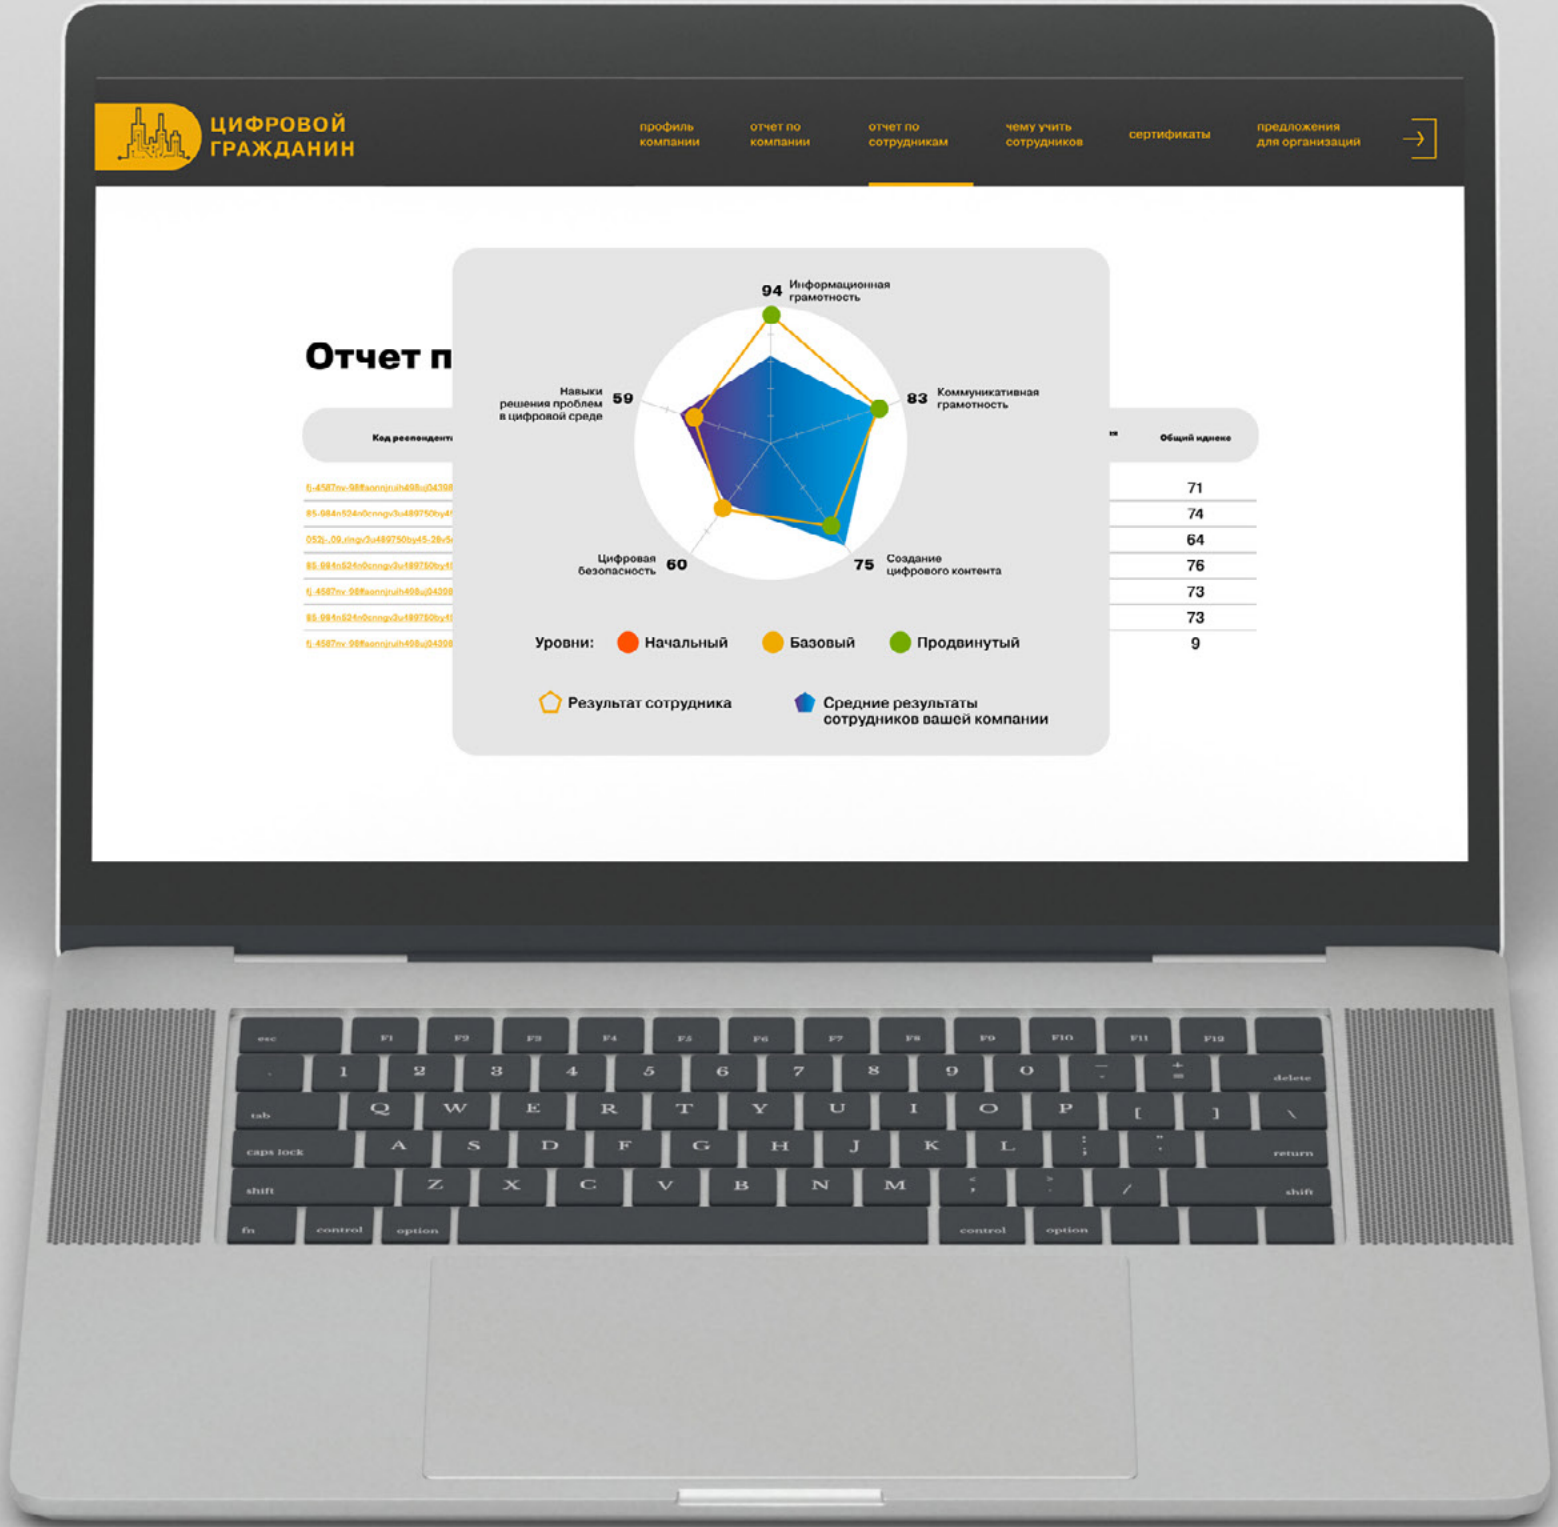 ЦИФРОВОЙ
ГРАЖДАНИН
профиль
компании
отчет по
компании
отчет по
сотрудникам
чему учить
сотрудников
сертификаты
предложения
для организаций
Отчет п
94 Информационная
грамотность
Навыки
решения проблем
в цифровой среде
59
83 Коммуникативная
грамотность
Цифровая
безопасность
60
75 Создание
цифрового контента
Уровни: Начальный Базовый Продвинутый
Результат сотрудника
Средние результаты
сотрудников вашей компании
Код респондента
Общий иднекс
71
74
64
76
73
73
9
esc F1 F2 F3 F4 F5 F6 F7 F8 F9 F10 F11 F12
1 2 3 4 5 6 7 8 9 0 - + = delete
tab Q W E R T Y U I O P [ ] \
caps lock A S D F G H J K L ; return
shift Z X C V B N M / shift
fn control option control option